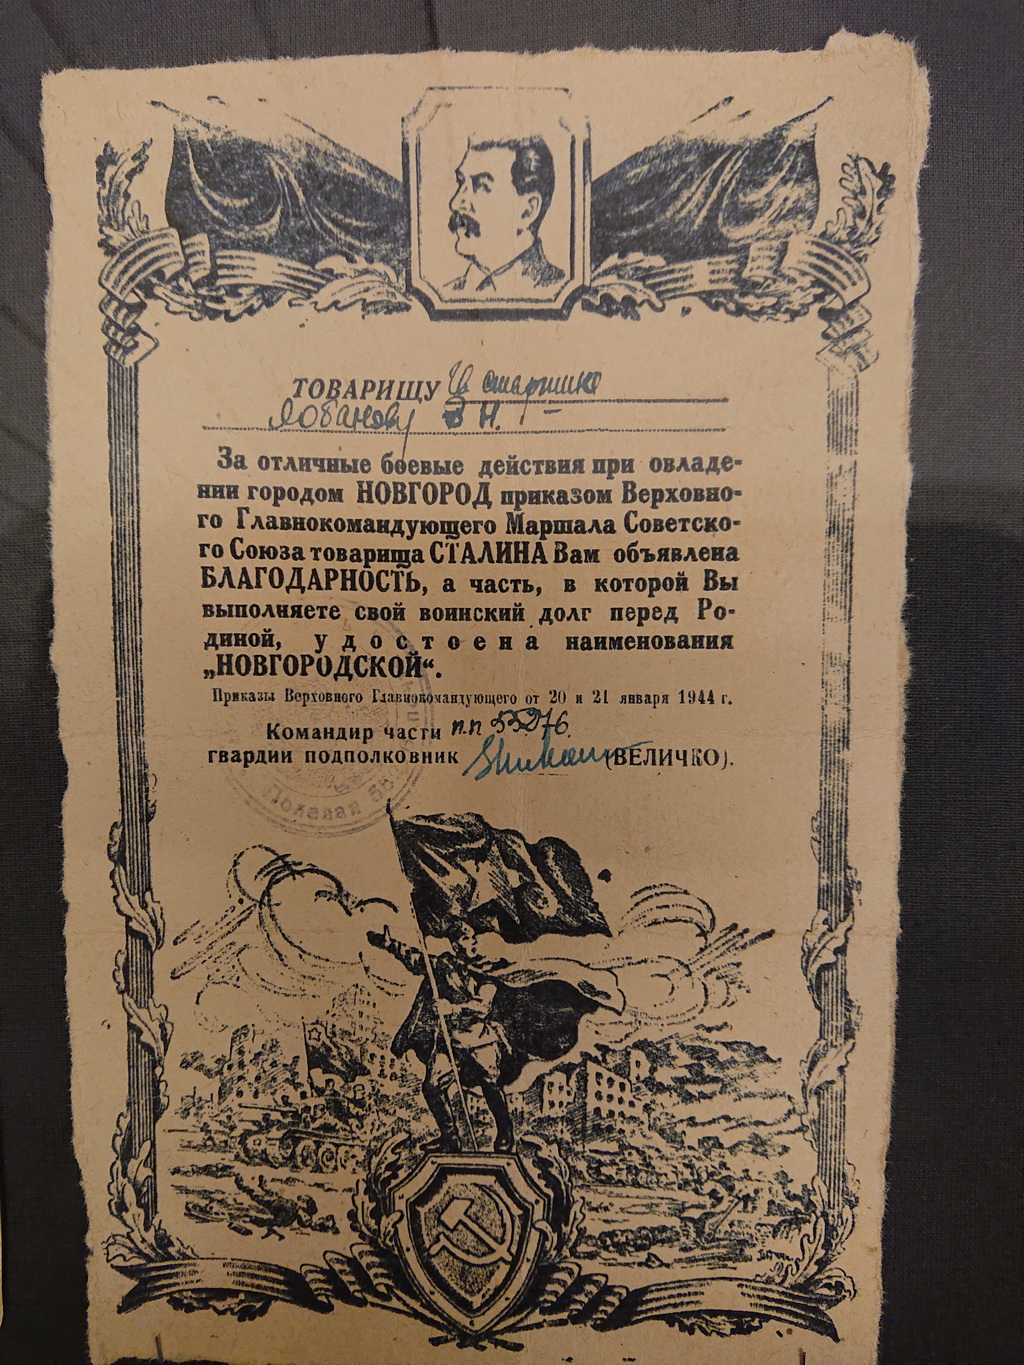 ТОВАРИЩУ старшине
Лобанову В Н.
За отличные боевые действия при овладе-
нии городом НОВГОРОД приказом Верховно-
го Главнокомандующего Маршала Советско-
го Союза товарища СТАЛИНА Вам объявлена
БЛАГОДАРНОСТЬ, а часть, в которой Вы
выполняете свой воинский долг перед Ро-
диной, удостоена наименования
„НОВГОРОДСКОЙ“.
Приказы Верховного Главнокомандующего от 20 и 21 января 1944 г.
Командир части п.п 55276.
гвардии подполковник (ВЕЛИЧКО).